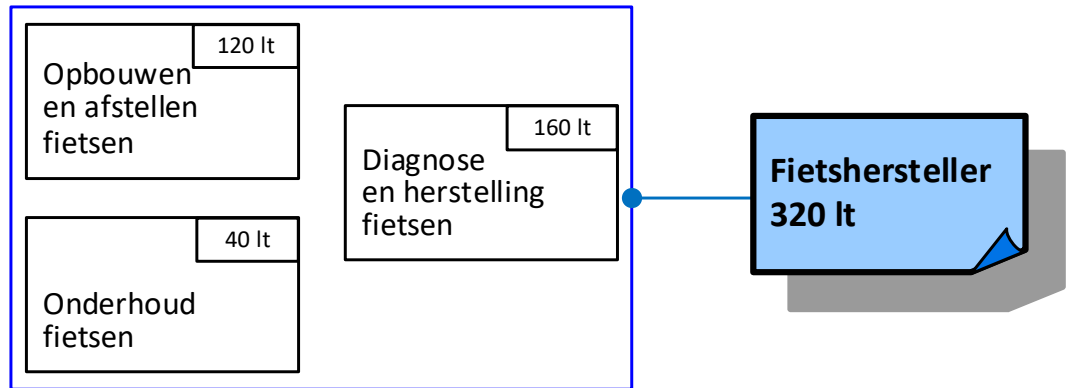 120 lt
Opbouwen
en afstellen
fietsen
40 lt
Onderhoud
fietsen
160 lt
Diagnose
en herstelling
fietsen
Fietshersteller
320 lt